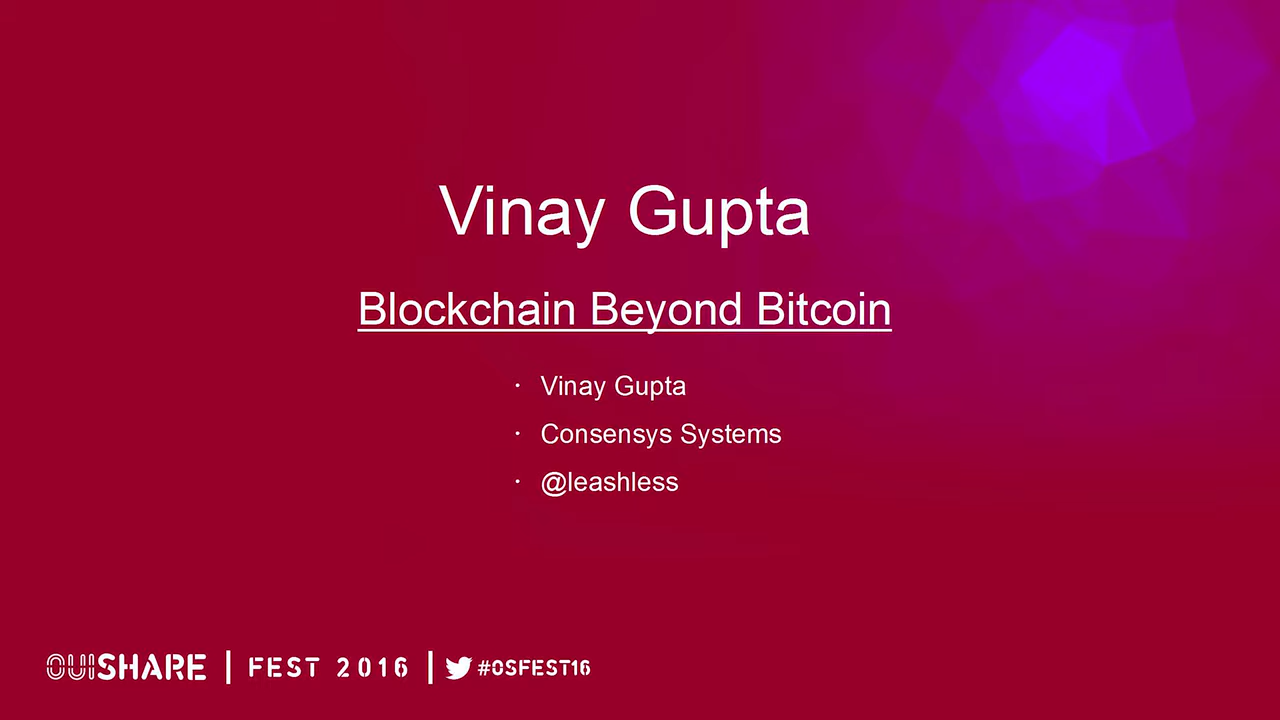 Vinay Gupta
Blockchain Beyond Bitcoin
· Vinay Gupta
· Consensys Systems
· @leashless
OUISHARE | FEST 2016 | #OSFEST16